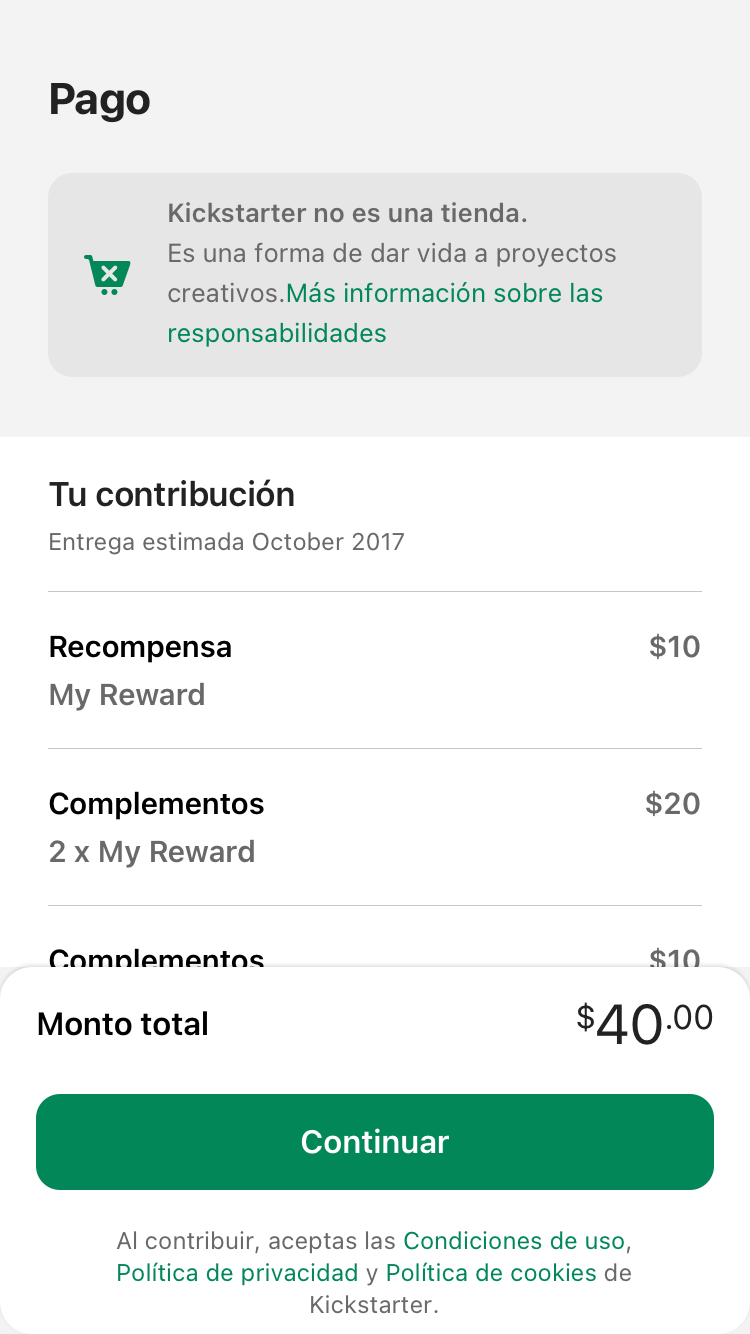 Pago
Kickstarter no es una tienda.
Es una forma de dar vida a proyectos
creativos.Más información sobre las
responsabilidades
Tu contribución
Entrega estimada October 2017
Recompensa $10
My Reward
Complementos $20
2 x My Reward
Complementos $10
Monto total $40.00
Continuar
Al contribuir, aceptas las Condiciones de uso,
Política de privacidad y Política de cookies de
Kickstarter.